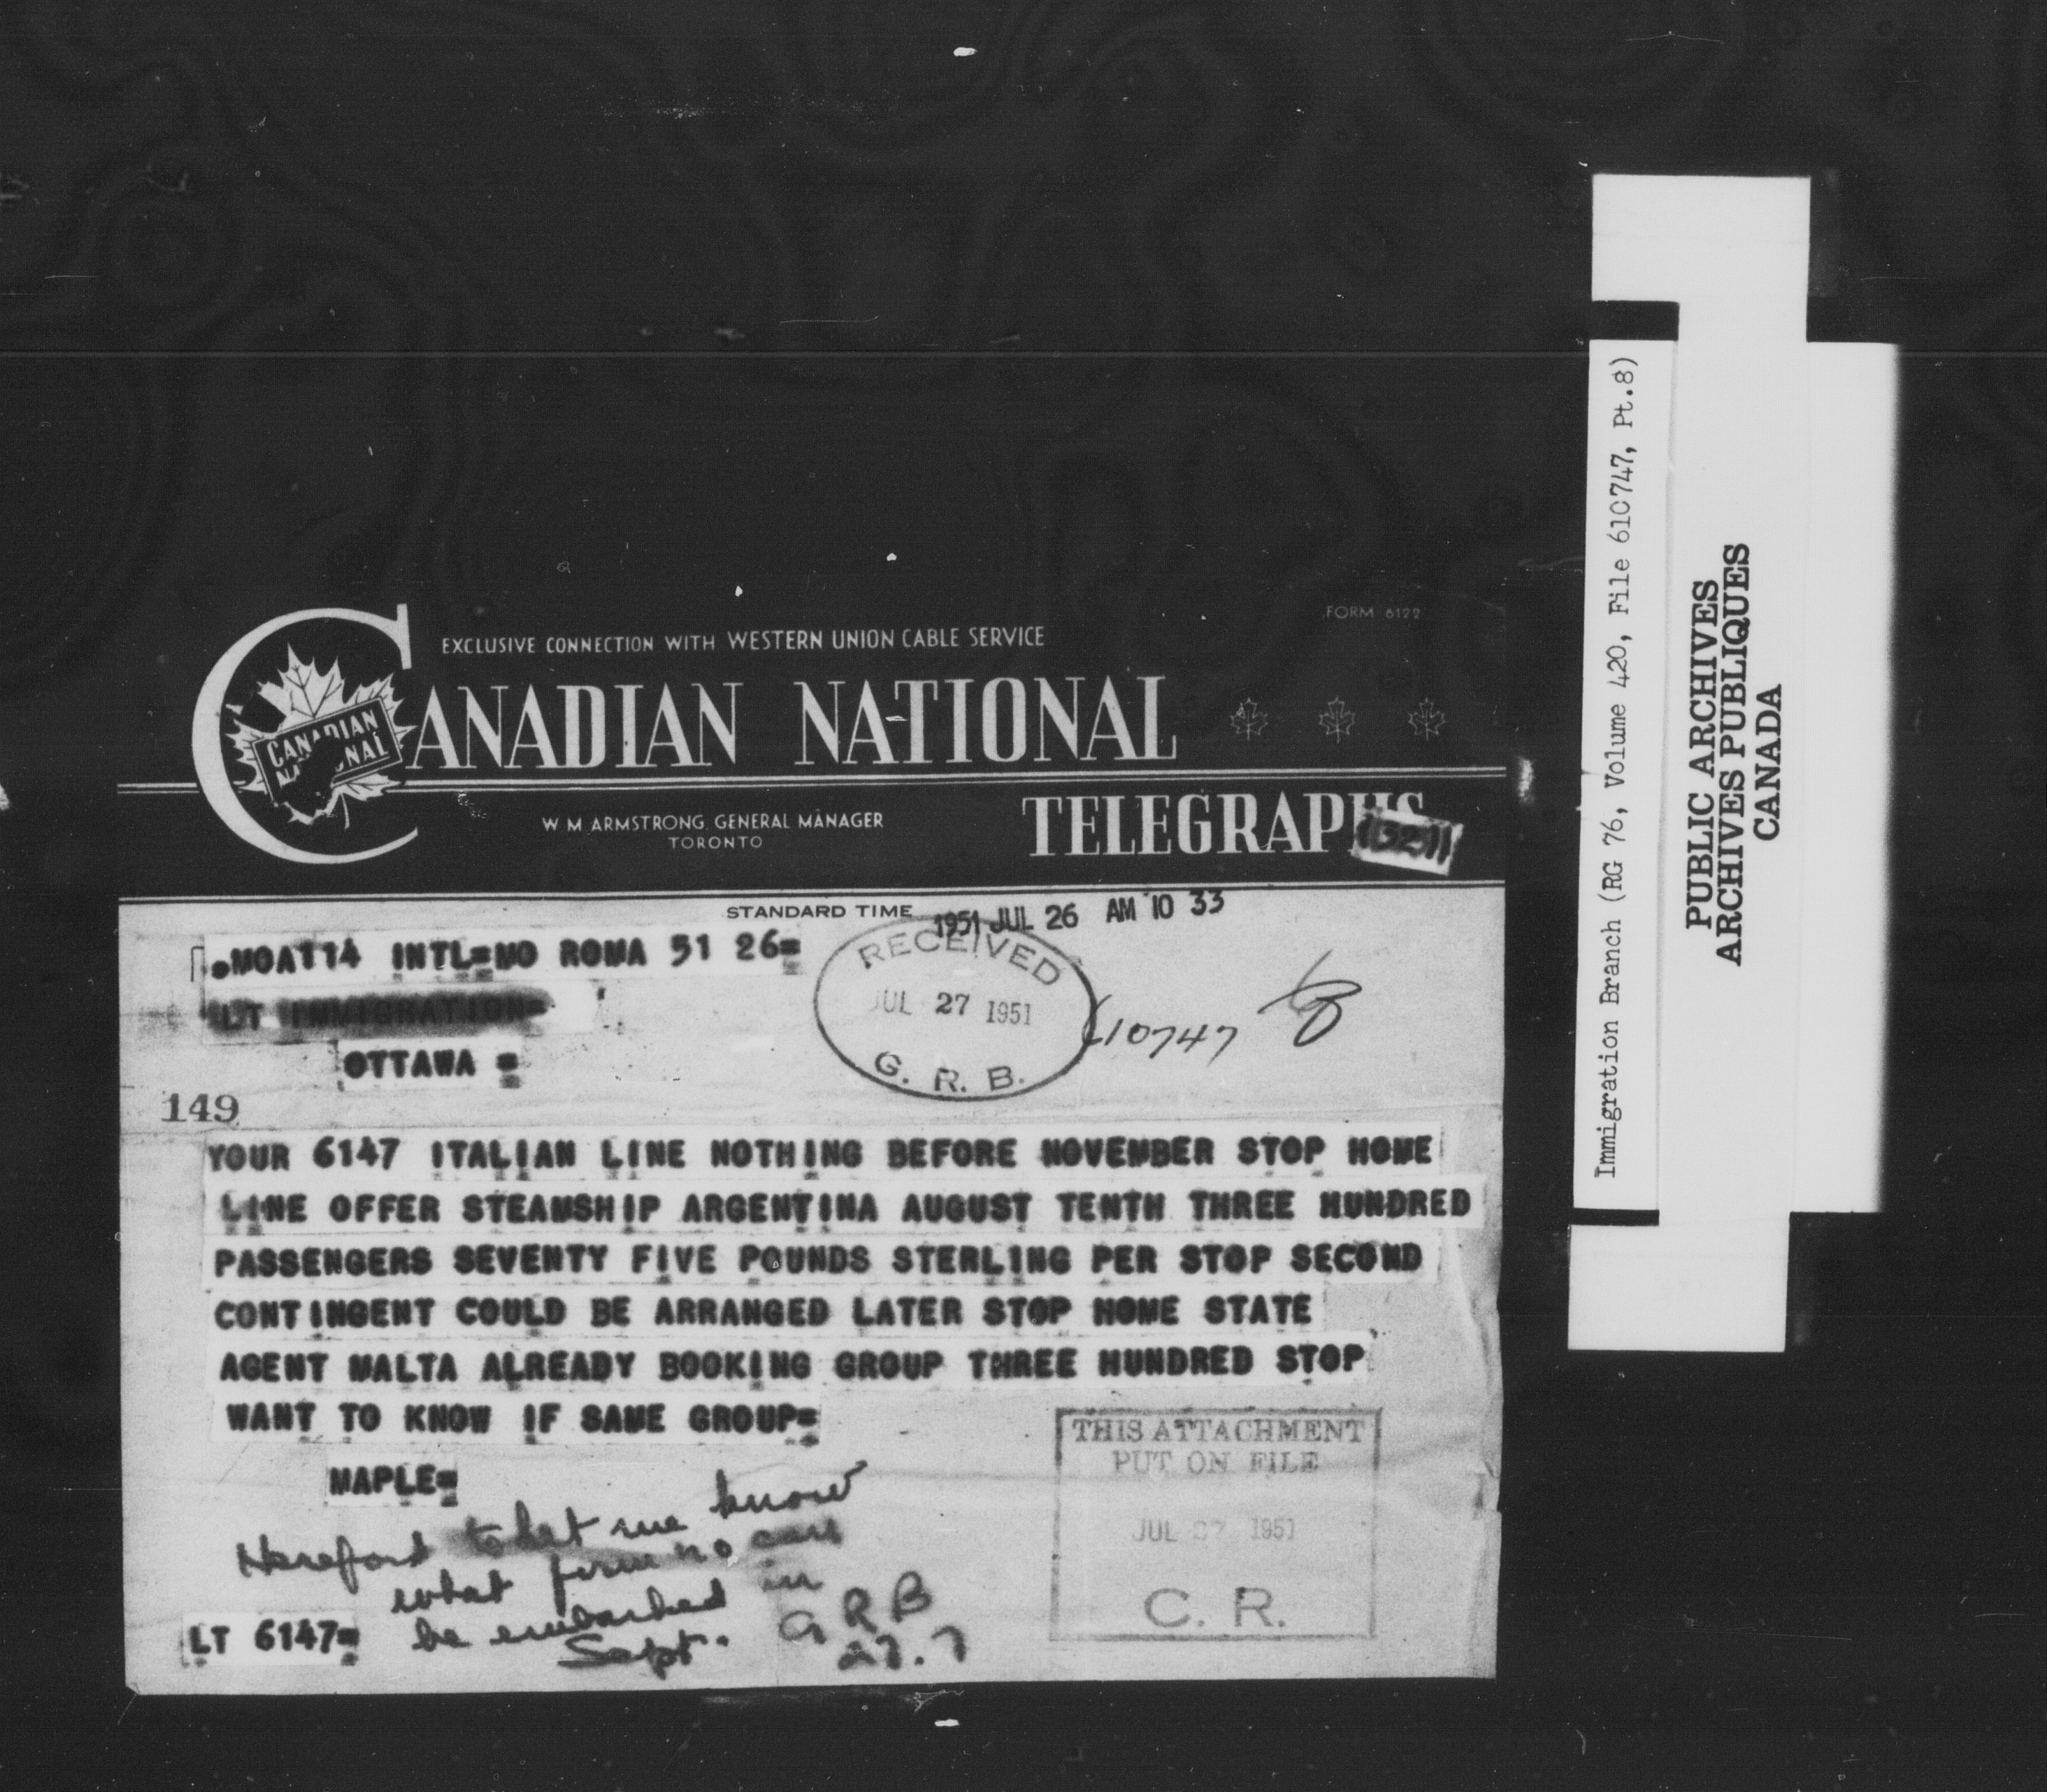 FORM 6122
EXCLUSIVE CONNECTION WITH WESTERN UNION CABLE SERVICE
CANADIAN NATIONAL
CANADIAN
NATIONAL
TELEGRAPHS
W M ARMSTRONG GENERAL MANAGER
TORONTO
STANDARD TIME
1951 JUL 26 AM 10 33
MOA114 INTL=MO ROMA 51 26=
LT IMMIGRATION=
OTTAWA =
RECEIVED
JUL 27 1951
G. R. B.
610747
149
YOUR 6147 ITALIAN LINE NOTHING BEFORE NOVEMBER STOP HOME
LINE OFFER STEAMSHIP ARGENTINA AUGUST TENTH THREE HUNDRED
PASSENGERS SEVENTY FIVE POUNDS STERLING PER STOP SECOND
CONTINGENT COULD BE ARRANGED LATER STOP HOME STATE
AGENT MALTA ALREADY BOOKING GROUP THREE HUNDRED STOP
WANT TO KNOW IF SAME GROUP=
MAPLE=
Hereford to let me know
what no can
be embarked in
Sept. GRB
27.7
LT 6147=
THIS ATTACHMENT
PUT ON FILE
JUL 27 1951
C. R.
Immigration Branch (RG 76, Volume 420, File 610747, Pt.8)
PUBLIC ARCHIVES
ARCHIVES PUBLIQUES
CANADA